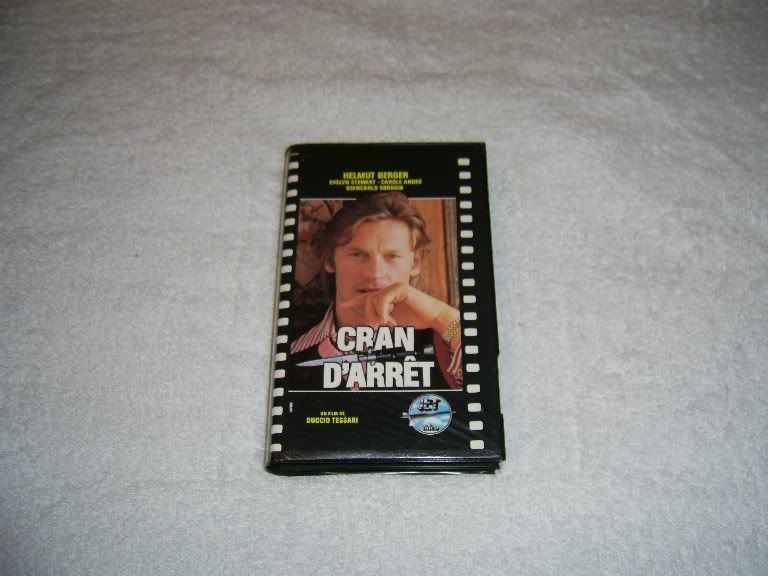 HELMUT BERGER
EVELYN STEWART - CAROLE ANDRÉ
GIANCARLO SBRAGIA
CRAN
D'ARRÊT
UN FILM DE
DUCCIO TESSARI